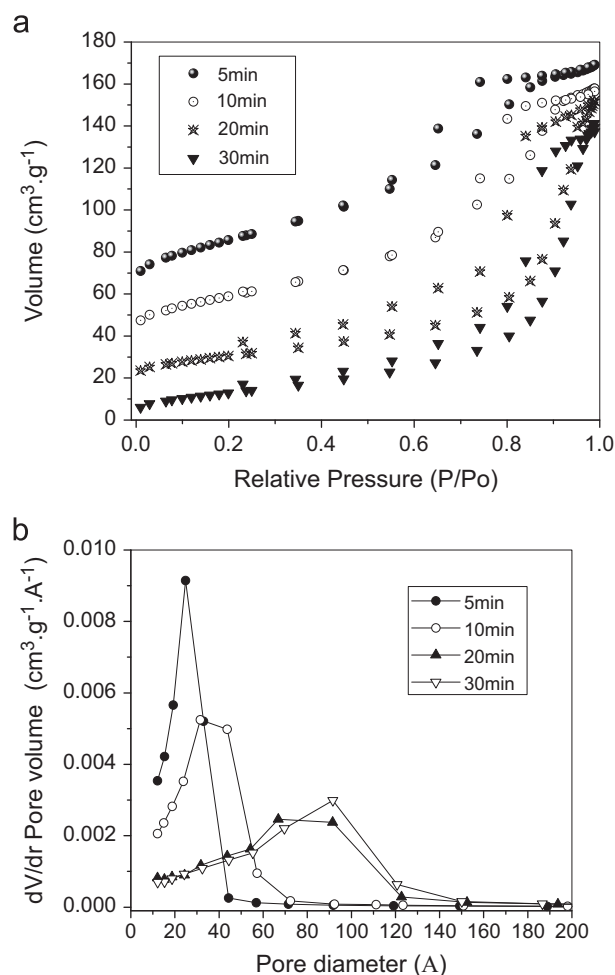 a
180
160
140
120
100
80
60
40
20
0
Volume (cm³.g⁻¹)
5min
10min
20min
30min
0.0 0.2 0.4 0.6 0.8 1.0
Relative Pressure (P/Po)
b
0.010
0.008
0.006
0.004
0.002
0.000
dV/dr Pore volume (cm³.g⁻¹.A⁻¹)
5min
10min
20min
30min
0 20 40 60 80 100 120 140 160 180 200
Pore diameter (A)